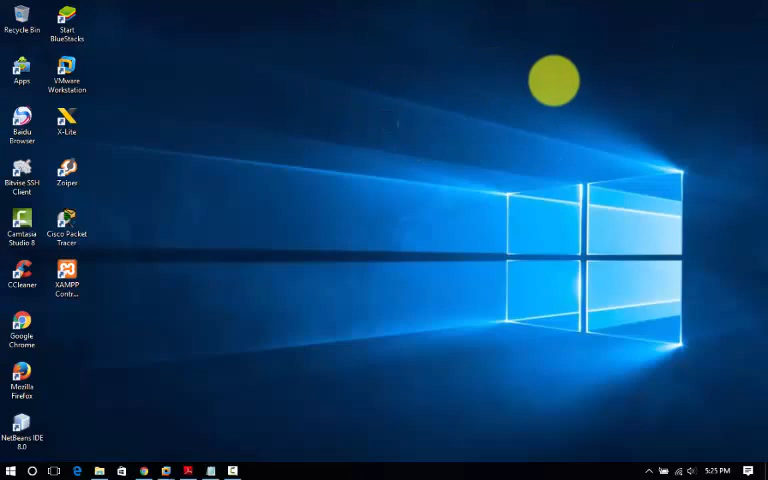 Recycle Bin
Start
BlueStacks
Apps
VMware
Workstation
Baidu
Browser
X-Lite
Bitvise SSH
Client
Zoiper
Camtasia
Studio 8
Cisco Packet
Tracer
CCleaner
XAMPP
Contr...
Google
Chrome
Mozilla
Firefox
NetBeans IDE
8.0
5:25 PM